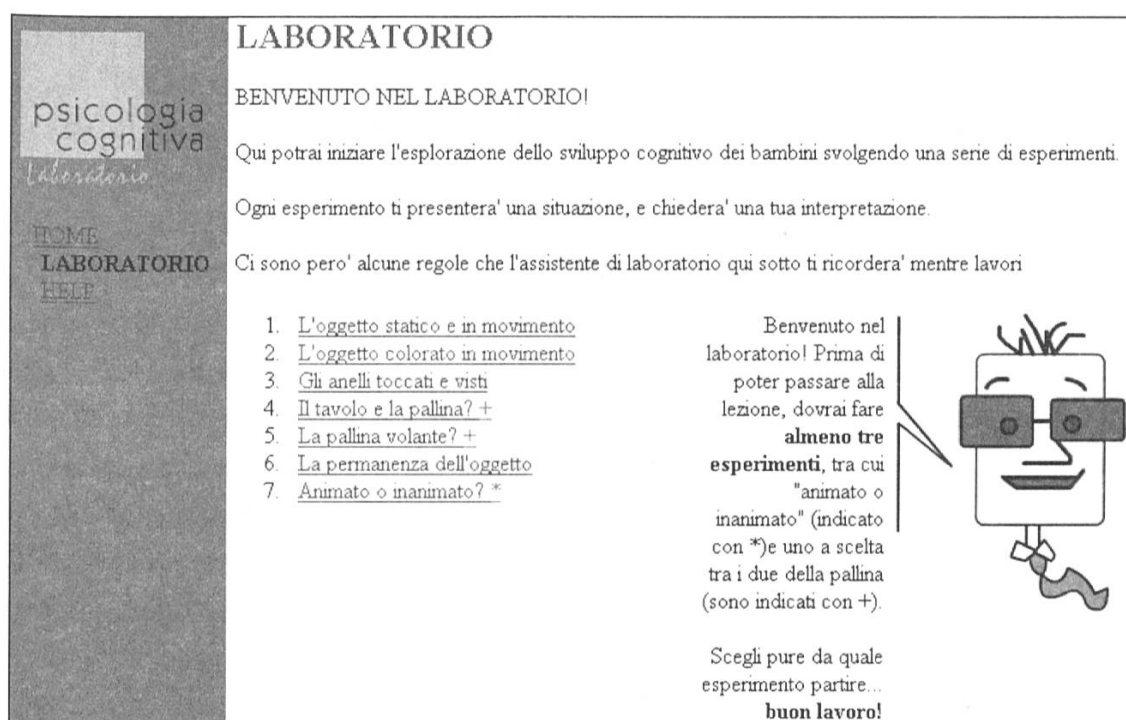 psicologia
cognitiva
Laboratorio
HOME
LABORATORIO
HELP
LABORATORIO
BENVENUTO NEL LABORATORIO!
Qui potrai iniziare l'esplorazione dello sviluppo cognitivo dei bambini svolgendo una serie di esperimenti.
Ogni esperimento ti presentera' una situazione, e chiedera' una tua interpretazione.
Ci sono pero' alcune regole che l'assistente di laboratorio qui sotto ti ricordera' mentre lavori
1. L'oggetto statico e in movimento
2. L'oggetto colorato in movimento
3. Gli anelli toccati e visti
4. Il tavolo e la pallina? +
5. La pallina volante? +
6. La permanenza dell'oggetto
7. Animato o inanimato? *
Benvenuto nel
laboratorio! Prima di
poter passare alla
lezione, dovrai fare
almeno tre
esperimenti, tra cui
"animato o
inanimato" (indicato
con *)e uno a scelta
tra i due della pallina
(sono indicati con +).
Scegli pure da quale
esperimento partire...
buon lavoro!